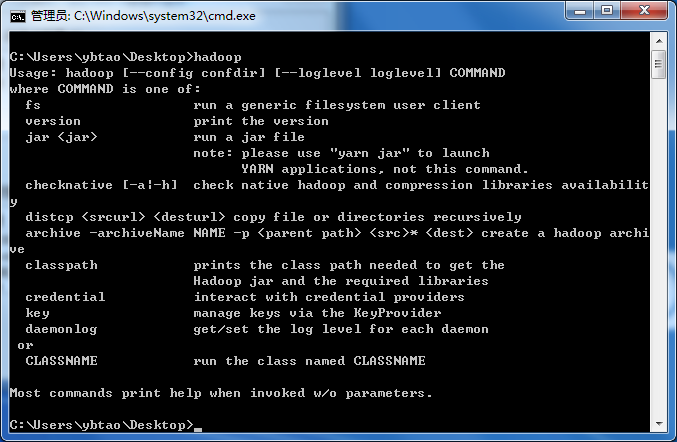 管理员: C:\Windows\system32\cmd.exe
C:\Users\ybtao\Desktop>hadoop
Usage: hadoop [--config confdir] [--loglevel loglevel] COMMAND
where COMMAND is one of:
  fs                   run a generic filesystem user client
  version              print the version
  jar <jar>            run a jar file
                       note: please use "yarn jar" to launch
                             YARN applications, not this command.
  checknative [-a¦-h]  check native hadoop and compression libraries availabilit
y
  distcp <srcurl> <desturl> copy file or directories recursively
  archive -archiveName NAME -p <parent path> <src>* <dest> create a hadoop archi
ve
  classpath            prints the class path needed to get the
                       Hadoop jar and the required libraries
  credential           interact with credential providers
  key                  manage keys via the KeyProvider
  daemonlog            get/set the log level for each daemon
 or
  CLASSNAME            run the class named CLASSNAME
Most commands print help when invoked w/o parameters.
C:\Users\ybtao\Desktop>_